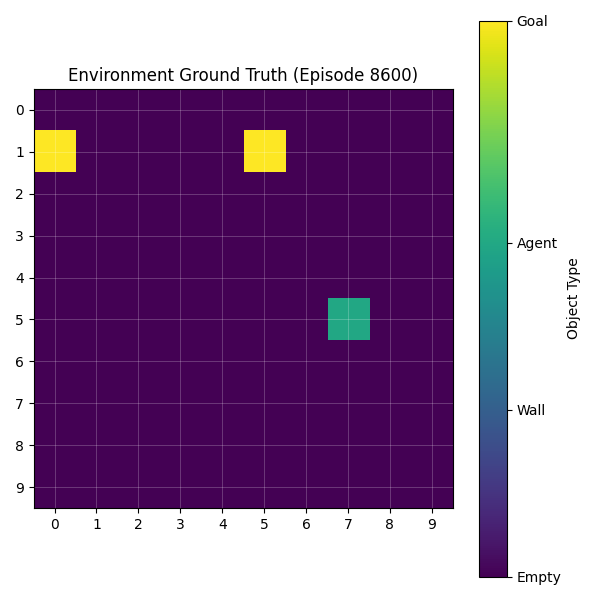 Environment Ground Truth (Episode 8600)
0
1
2
3
4
5
6
7
8
9
0 1 2 3 4 5 6 7 8 9
Goal
Agent
Wall
Empty
Object Type